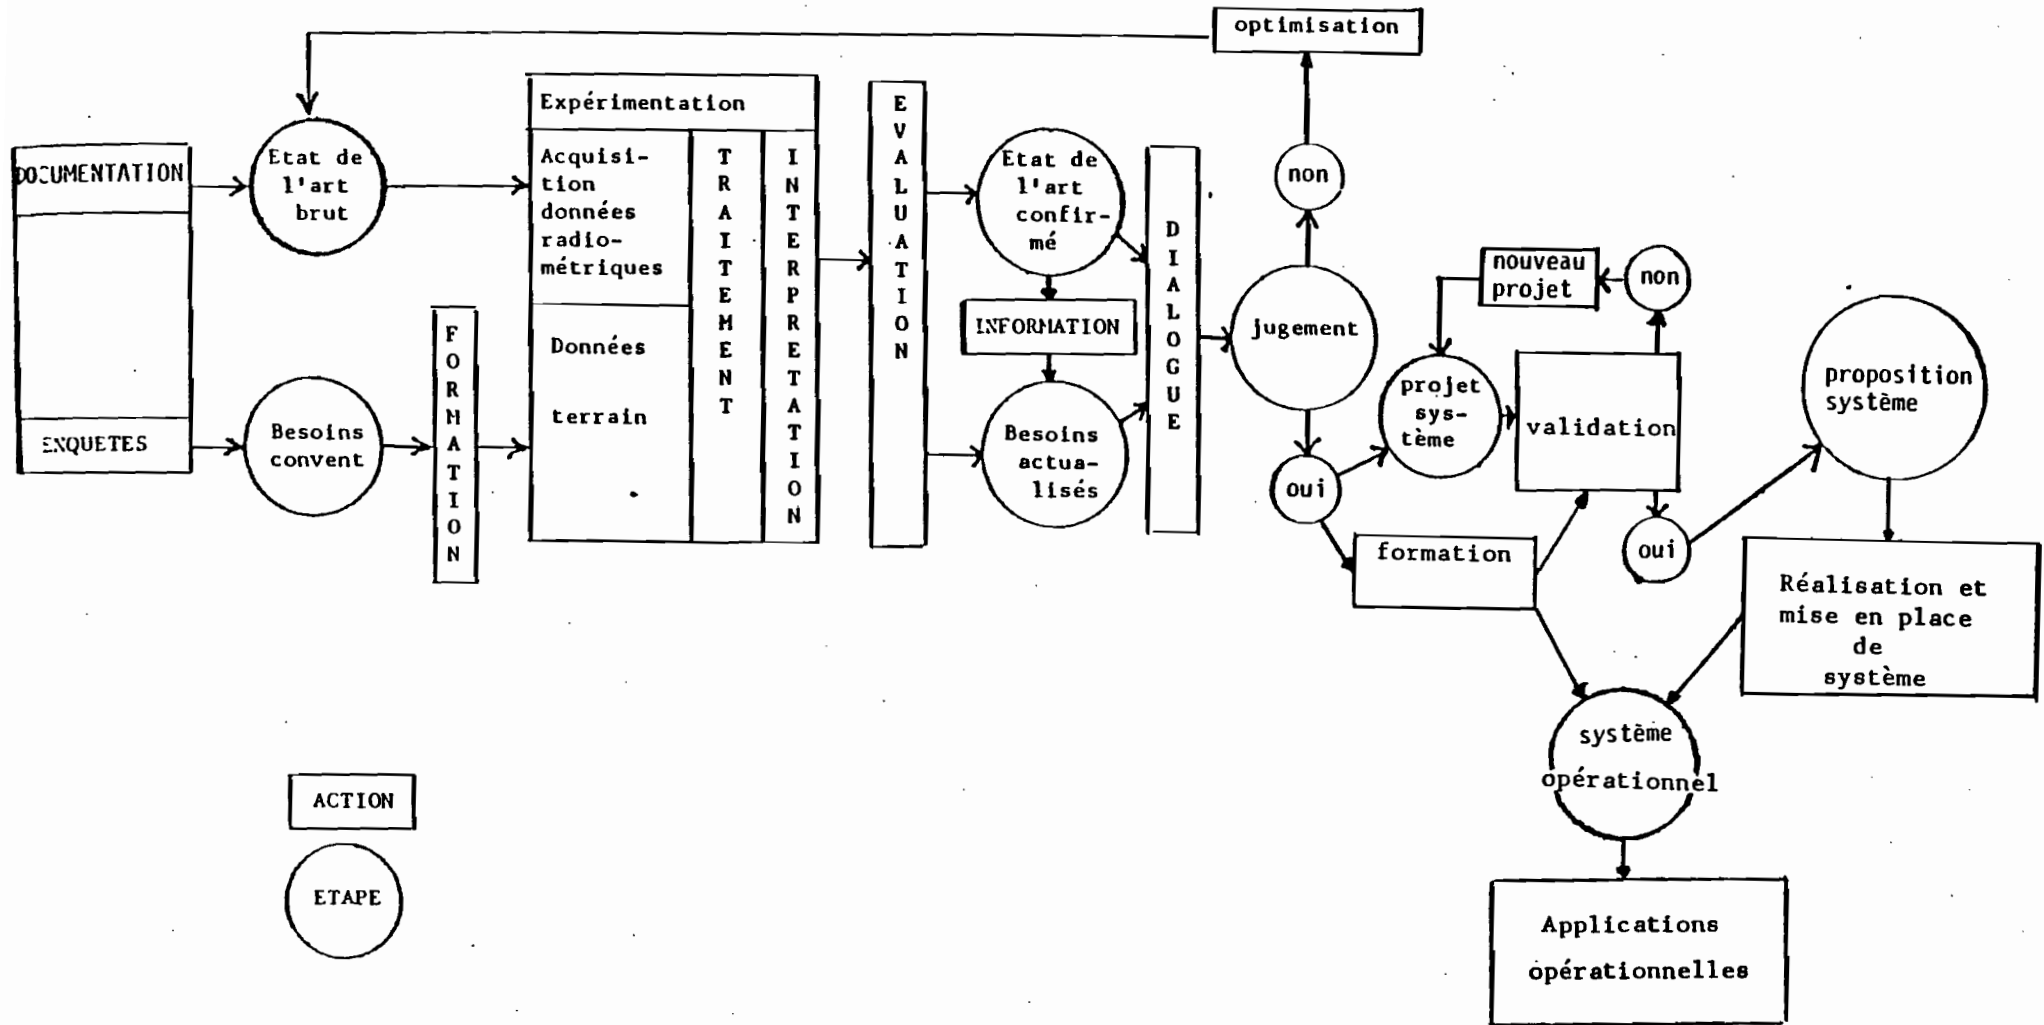 optimisation
DOCUMENTATION
ENQUETES
Etat de
l'art
brut
Besoins
convent
FORMATION
Expérimentation
Acquisi-
tion
données
radio-
métriques
Données
terrain
TRAITEMENT
INTERPRETATION
EVALUATION
Etat de
l'art
confir-
mé
INFORMATION
Besoins
actua-
lisés
DIALOGUE
non
jugement
oui
nouveau
projet
non
projet
sys-
tème
validation
oui
formation
proposition
système
Réalisation et
mise en place
de
système
système
opérationnel
Applications
opérationnelles
ACTION
ETAPE